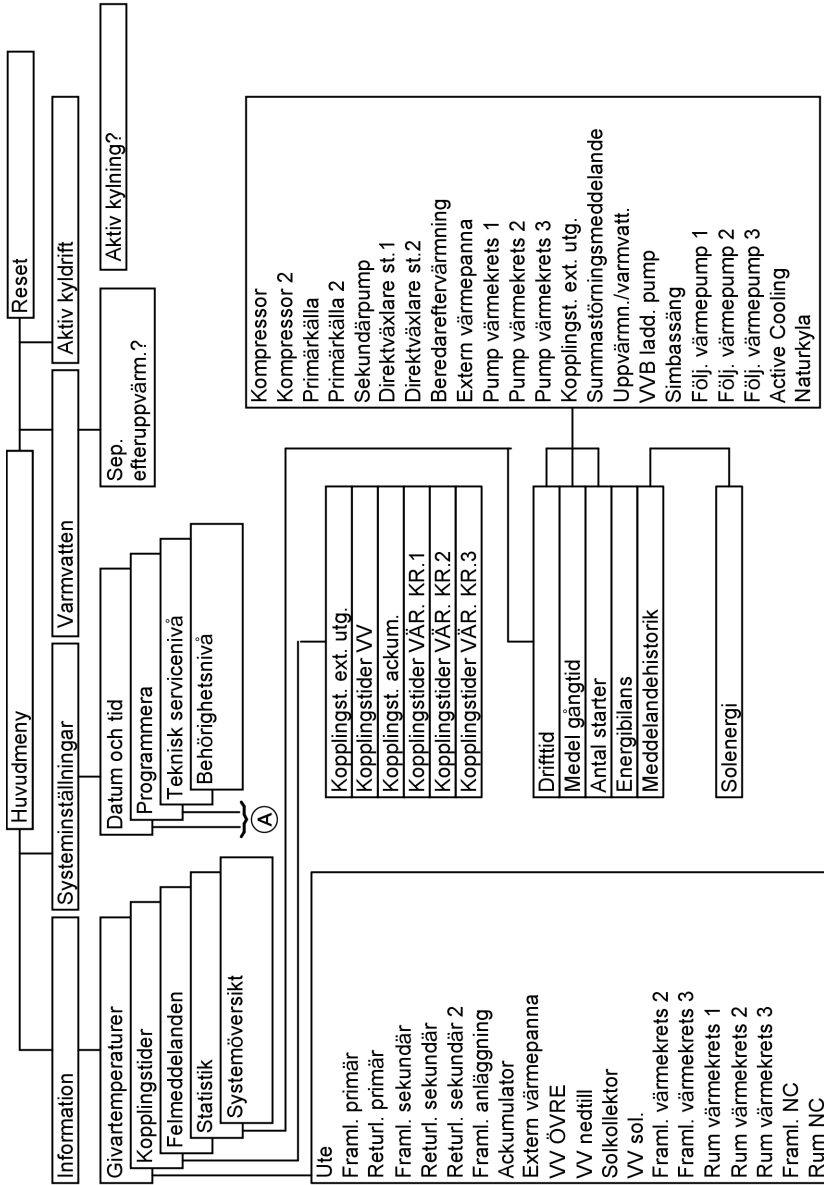 Huvudmeny
Reset
Information
Systeminställningar
Varmvatten
Aktiv kyldrift
Givartemperaturer
Kopplingstider
Felmeddelanden
Statistik
Systemöversikt
Datum och tid
Programmera
Teknisk servicenivå
Behörighetsnivå
A
Sep.
efteruppvärm.?
Aktiv kylning?
Ute
Framl. primär
Returl. primär
Framl. sekundär
Returl. sekundär
Returl. sekundär 2
Framl. anläggning
Ackumulator
Extern värmepanna
VV ÖVRE
VV nedtill
Solkollektor
VV sol.
Framl. värmekrets 2
Framl. värmekrets 3
Rum värmekrets 1
Rum värmekrets 2
Rum värmekrets 3
Framl. NC
Rum NC
Kopplingst. ext. utg.
Kopplingstider VV
Kopplingst. ackum.
Kopplingstider VÄR. KR.1
Kopplingstider VÄR. KR.2
Kopplingstider VÄR. KR.3
Drifttid
Medel gångtid
Antal starter
Energibilans
Meddelandehistorik
Solenergi
Kompressor
Kompressor 2
Primärkälla
Primärkälla 2
Sekundärpump
Direktväxlare st.1
Direktväxlare st.2
Beredareftervärmning
Extern värmepanna
Pump värmekrets 1
Pump värmekrets 2
Pump värmekrets 3
Kopplingst. ext. utg.
Summastörningsmeddelande
Uppvärmn./varmvatt.
VVB ladd. pump
Simbassäng
Följ. värmepump 1
Följ. värmepump 2
Följ. värmepump 3
Active Cooling
Naturkyla